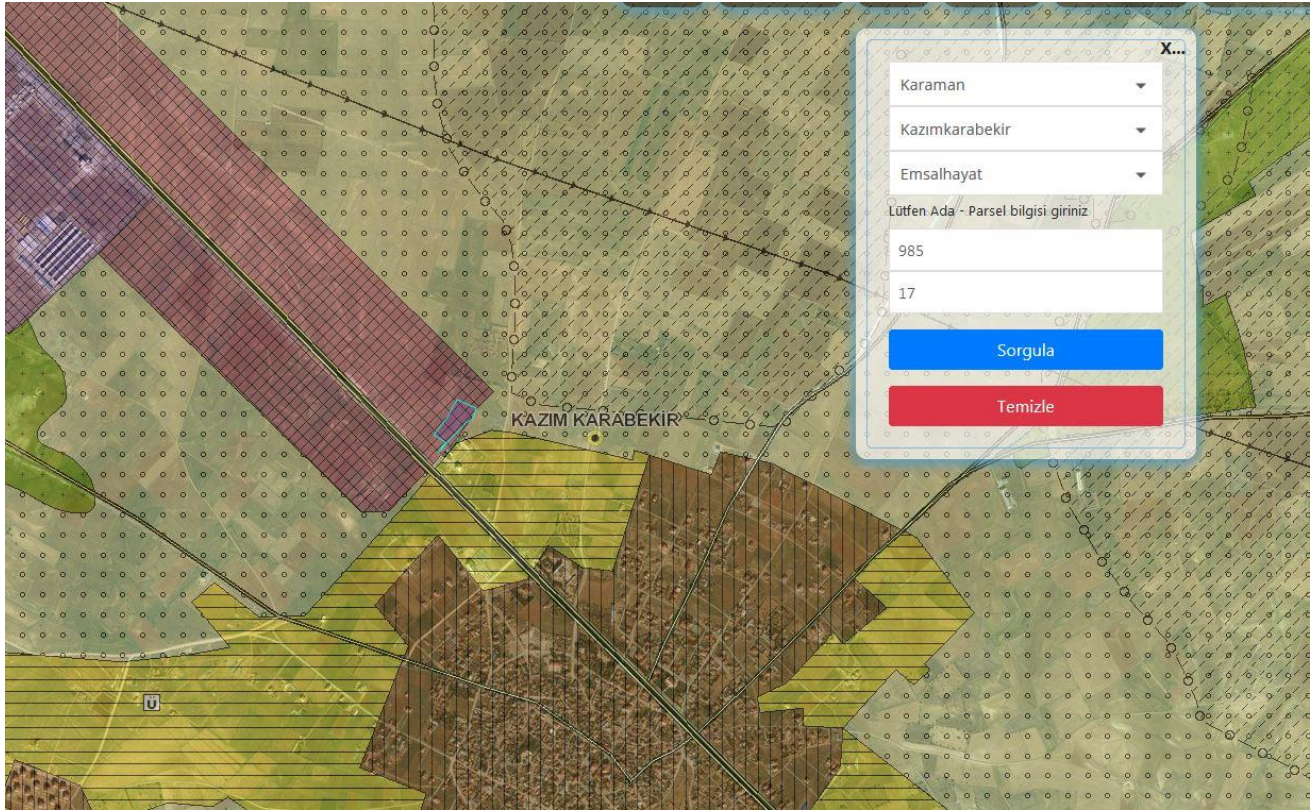 X...
Karaman
Kazımkarabekir
Emsalhayat
Lütfen Ada - Parsel bilgisi giriniz
985
17
Sorgula
Temizle
KAZIM KARABEKİR
Ü